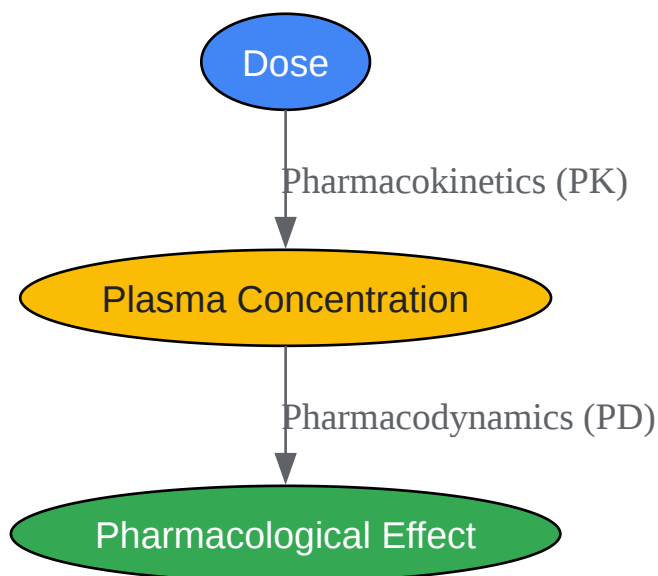 Dose
Pharmacokinetics (PK)
Plasma Concentration
Pharmacodynamics (PD)
Pharmacological Effect